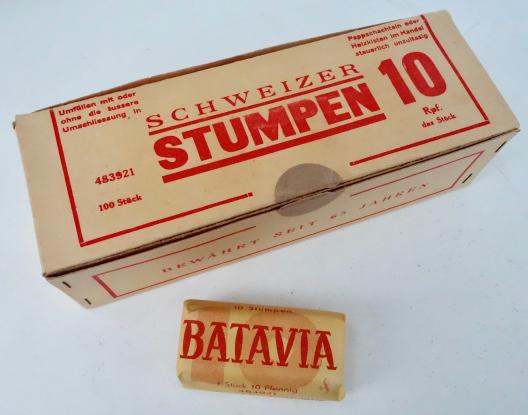 Umfüllen mit oder
ohne die äussere
Umschliessung, in
Pappschachteln oder
Holzkisten im Handel
steuerlich unzulässig
SCHWEIZER
STUMPEN 10
Rpf.
das Stück
483921
100 Stück
BEWÄHRT SEIT 65 JAHREN
10 Stumpen
BATAVIA
1 Stück 10 Pfennig